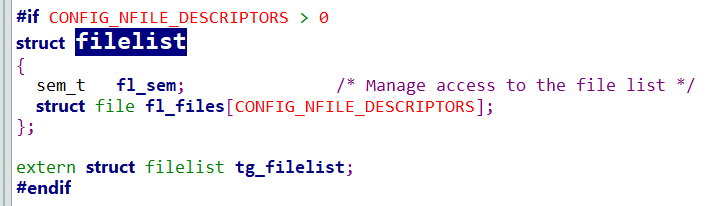 #if CONFIG_NFILE_DESCRIPTORS > 0
struct filelist
{
  sem_t   fl_sem;               /* Manage access to the file list */
  struct file fl_files[CONFIG_NFILE_DESCRIPTORS];
};

extern struct filelist tg_filelist;
#endif